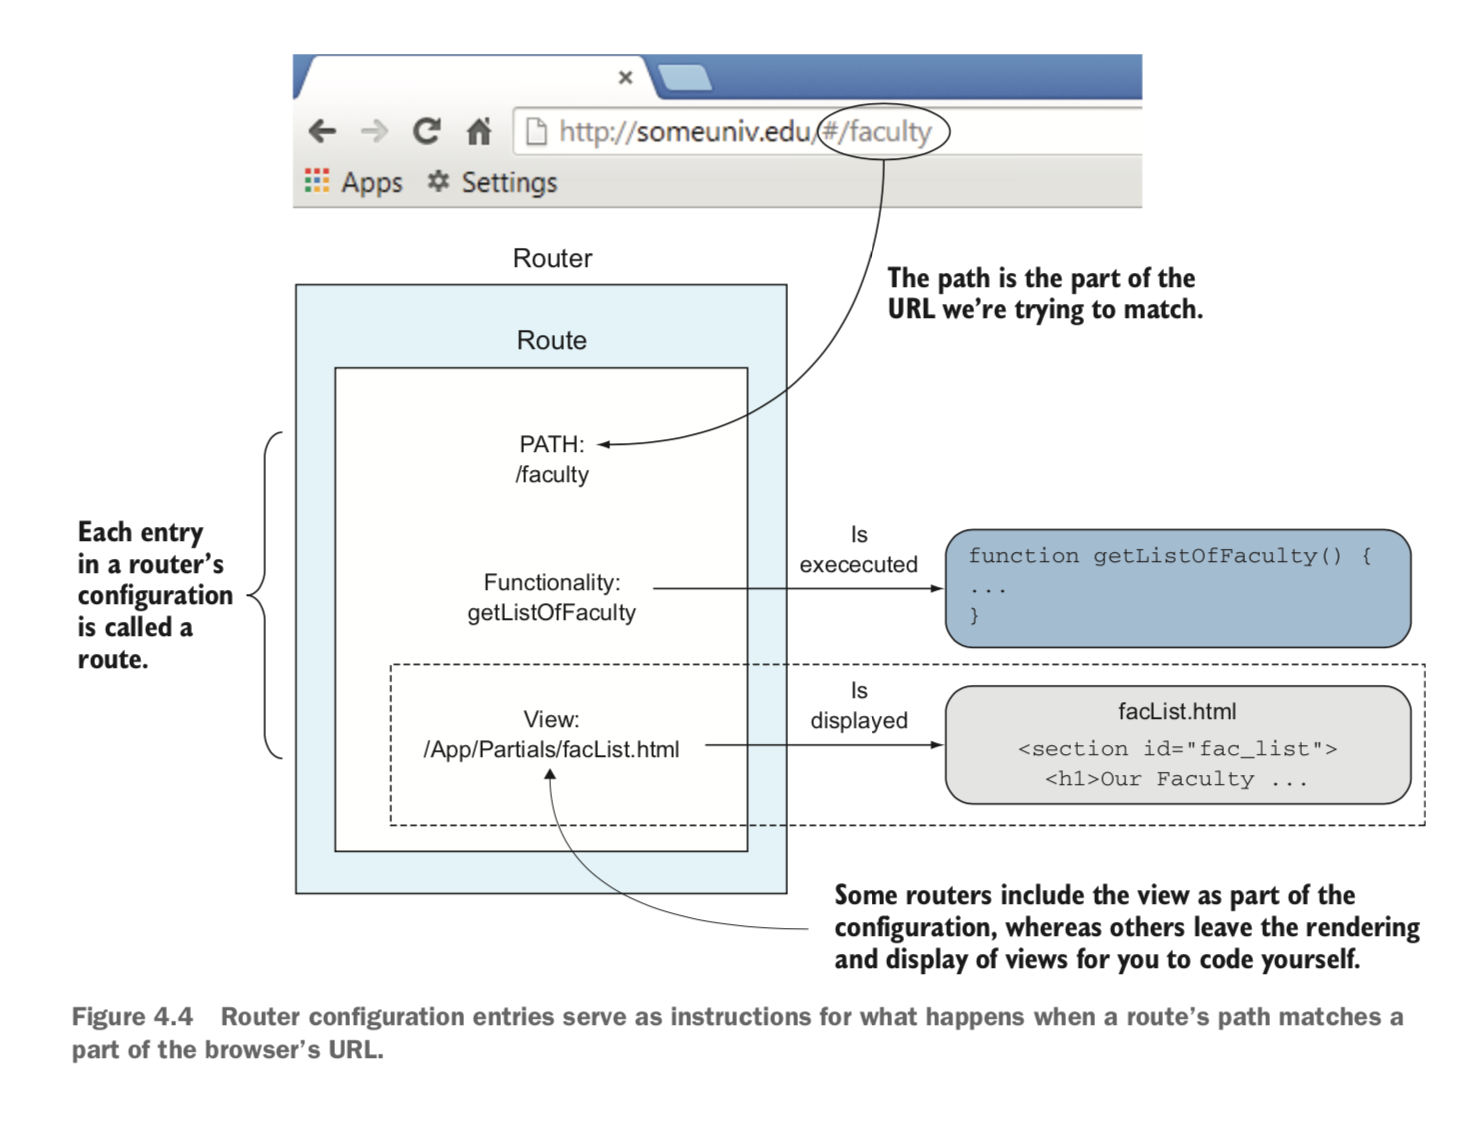 http://someuniv.edu/#/faculty
Apps
Settings
Router
The path is the part of the
URL we're trying to match.
Route
PATH:
/faculty
Each entry
in a router's
configuration
is called a
route.
Functionality:
getListOfFaculty
Is
exececuted
function getListOfFaculty() {
...
}
View:
/App/Partials/facList.html
Is
displayed
facList.html
<section id="fac_list">
<h1>Our Faculty ...
Some routers include the view as part of the
configuration, whereas others leave the rendering
and display of views for you to code yourself.
Figure 4.4 Router configuration entries serve as instructions for what happens when a route's path matches a
part of the browser's URL.